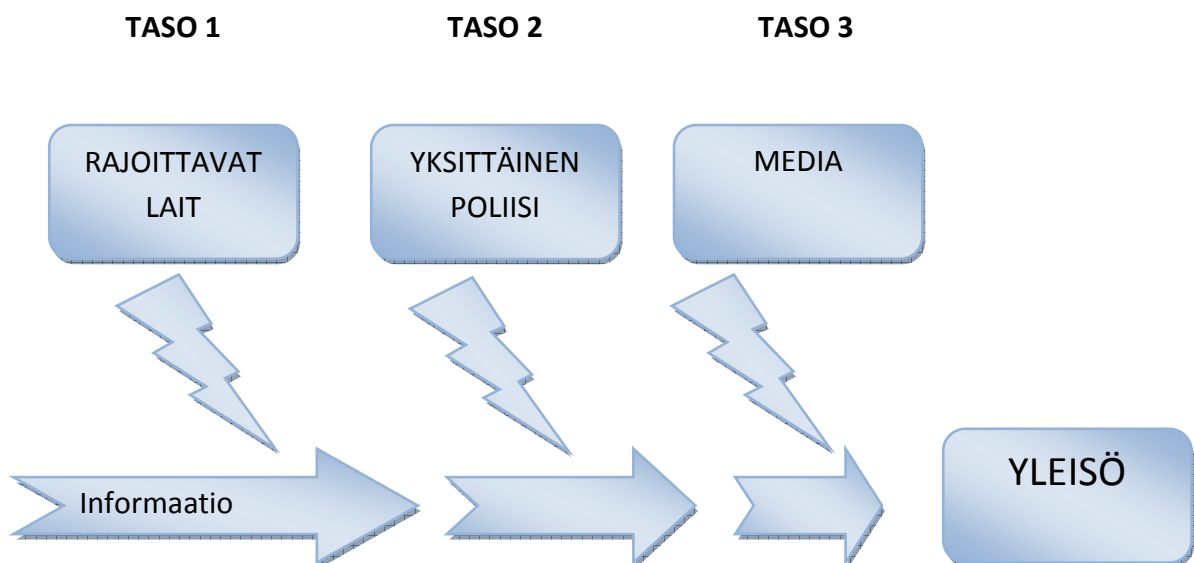 TASO 1
TASO 2
TASO 3
RAJOITTAVAT
LAIT
YKSITTÄINEN
POLIISI
MEDIA
Informaatio
YLEISÖ